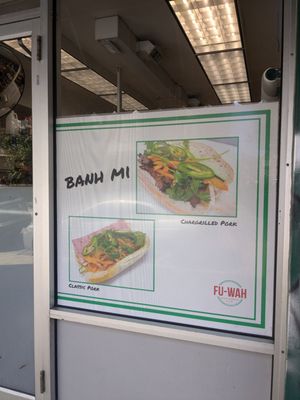 BANH MI
CHARGRILLED PORK
CLASSIC PORK
FU-WAH